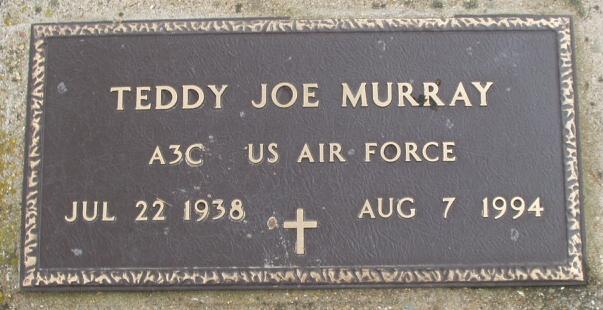 TEDDY JOE MURRAY
A3C US AIR FORCE
JUL 22 1938 AUG 7 1994